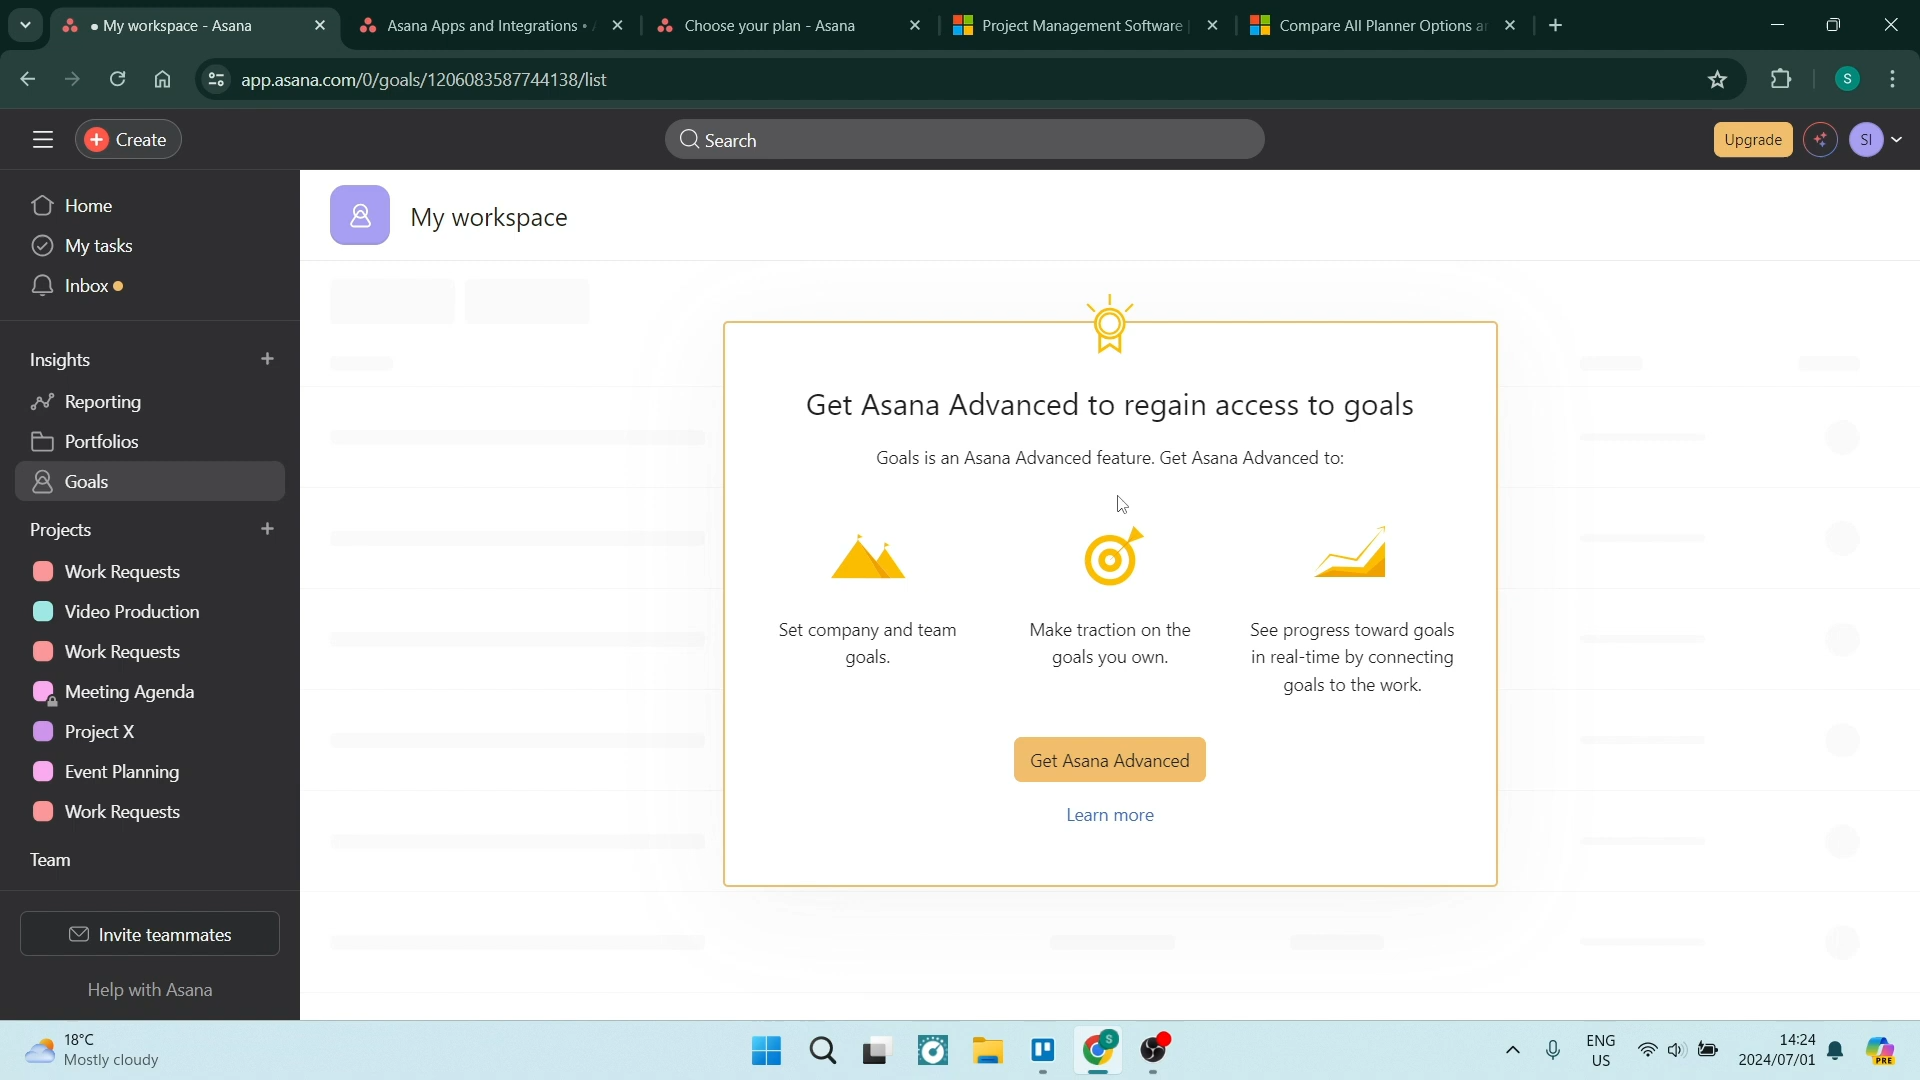 • My workspace - Asana
Asana Apps and Integrations •
Choose your plan - Asana
Project Management Software
Compare All Planner Options a
app.asana.com/0/goals/1206083587744138/list
S
Create
Search
Upgrade
SI
Home
My tasks
Inbox
My workspace
Insights
Reporting
Portfolios
Goals
Projects
Work Requests
Video Production
Work Requests
Meeting Agenda
Project X
Event Planning
Work Requests
Team
Invite teammates
Help with Asana
Get Asana Advanced to regain access to goals
Goals is an Asana Advanced feature. Get Asana Advanced to:
Set company and team
goals.
Make traction on the
goals you own.
See progress toward goals
in real-time by connecting
goals to the work.
Get Asana Advanced
Learn more
18°C
Mostly cloudy
S
ENG
US
14:24
2024/07/01
PRE